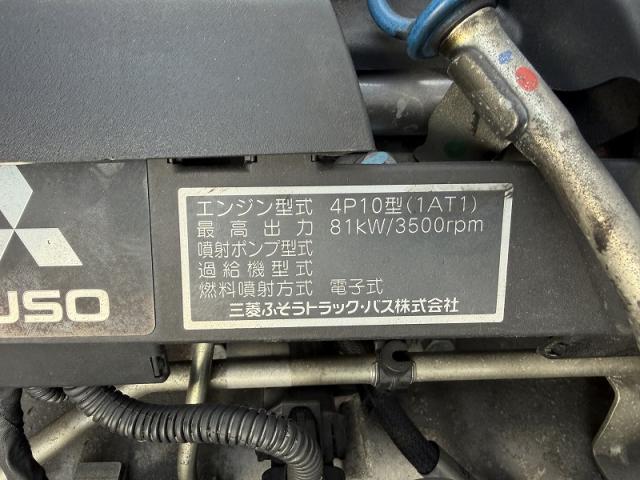 エンジン型式 4P10型(1AT1)
最高出力 81kW/3500rpm
噴射ポンプ型式
過給機型式
燃料噴射方式 電子式
三菱ふそうトラック・バス株式会社
USO